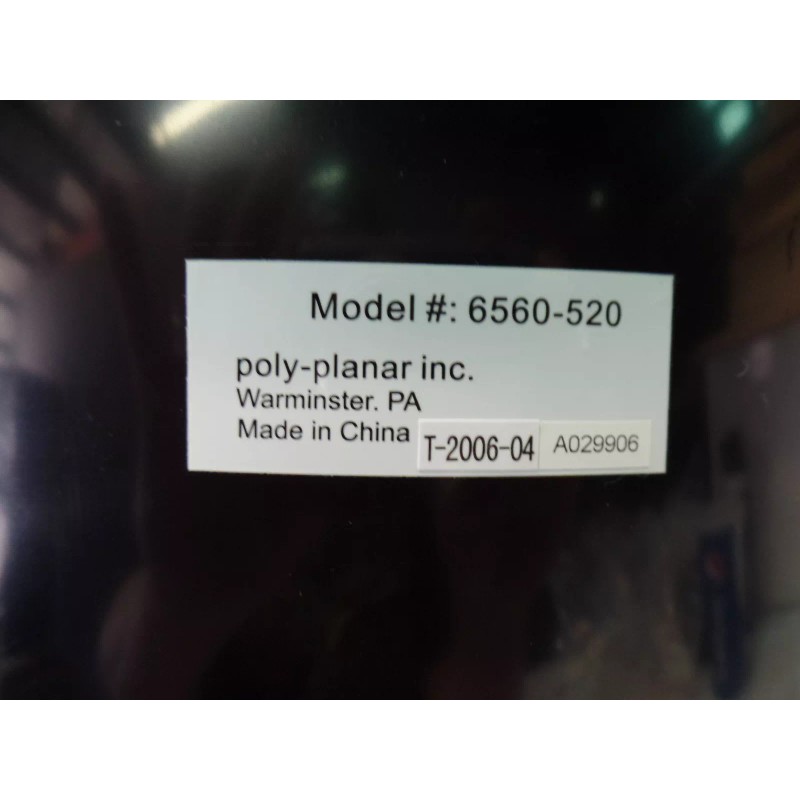 Model #: 6560-520
poly-planar inc.
Warminster. PA
Made in China T-2006-04 A029906